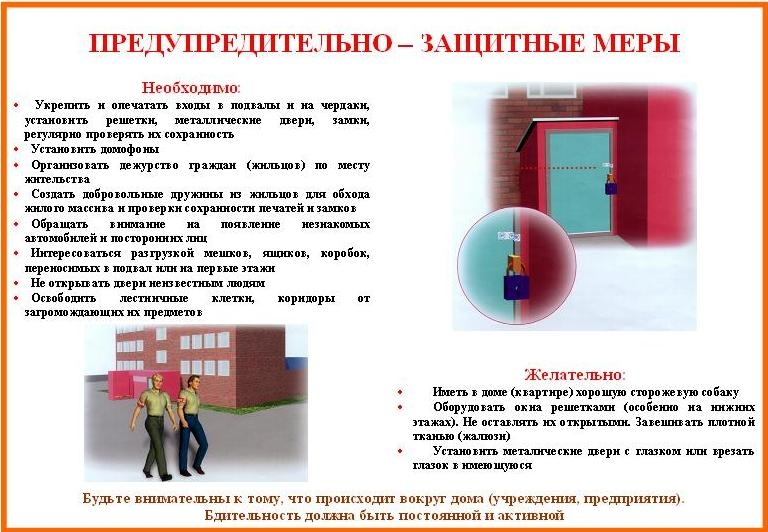 ПРЕДУПРЕДИТЕЛЬНО – ЗАЩИТНЫЕ МЕРЫ
Необходимо:
• Укрепить и опечатать входы в подвалы и на чердаки,
установить решетки, металлические двери, замки,
регулярно проверять их сохранность
• Установить домофоны
• Организовать дежурство граждан (жильцов) по месту
жительства
• Создать добровольные дружины из жильцов для обхода
жилого массива и проверки сохранности печатей и замков
• Обращать внимание на появление незнакомых
автомобилей и посторонних лиц
• Интересоваться разгрузкой мешков, ящиков, коробок,
переносимых в подвал или на первые этажи
• Не открывать двери неизвестным людям
• Освободить лестничные клетки, коридоры от
загромождающих их предметов
Желательно:
• Иметь в доме (квартире) хорошую сторожевую собаку
• Оборудовать окна решетками (особенно на нижних
этажах). Не оставлять их открытыми. Завешивать плотной
тканью (жалюзи)
• Установить металические двери с глазком или врезать
глазок в имеющуюся
Будьте внимательны к тому, что происходит вокруг дома (учреждения, предприятия).
Бдительность должна быть постоянной и активной